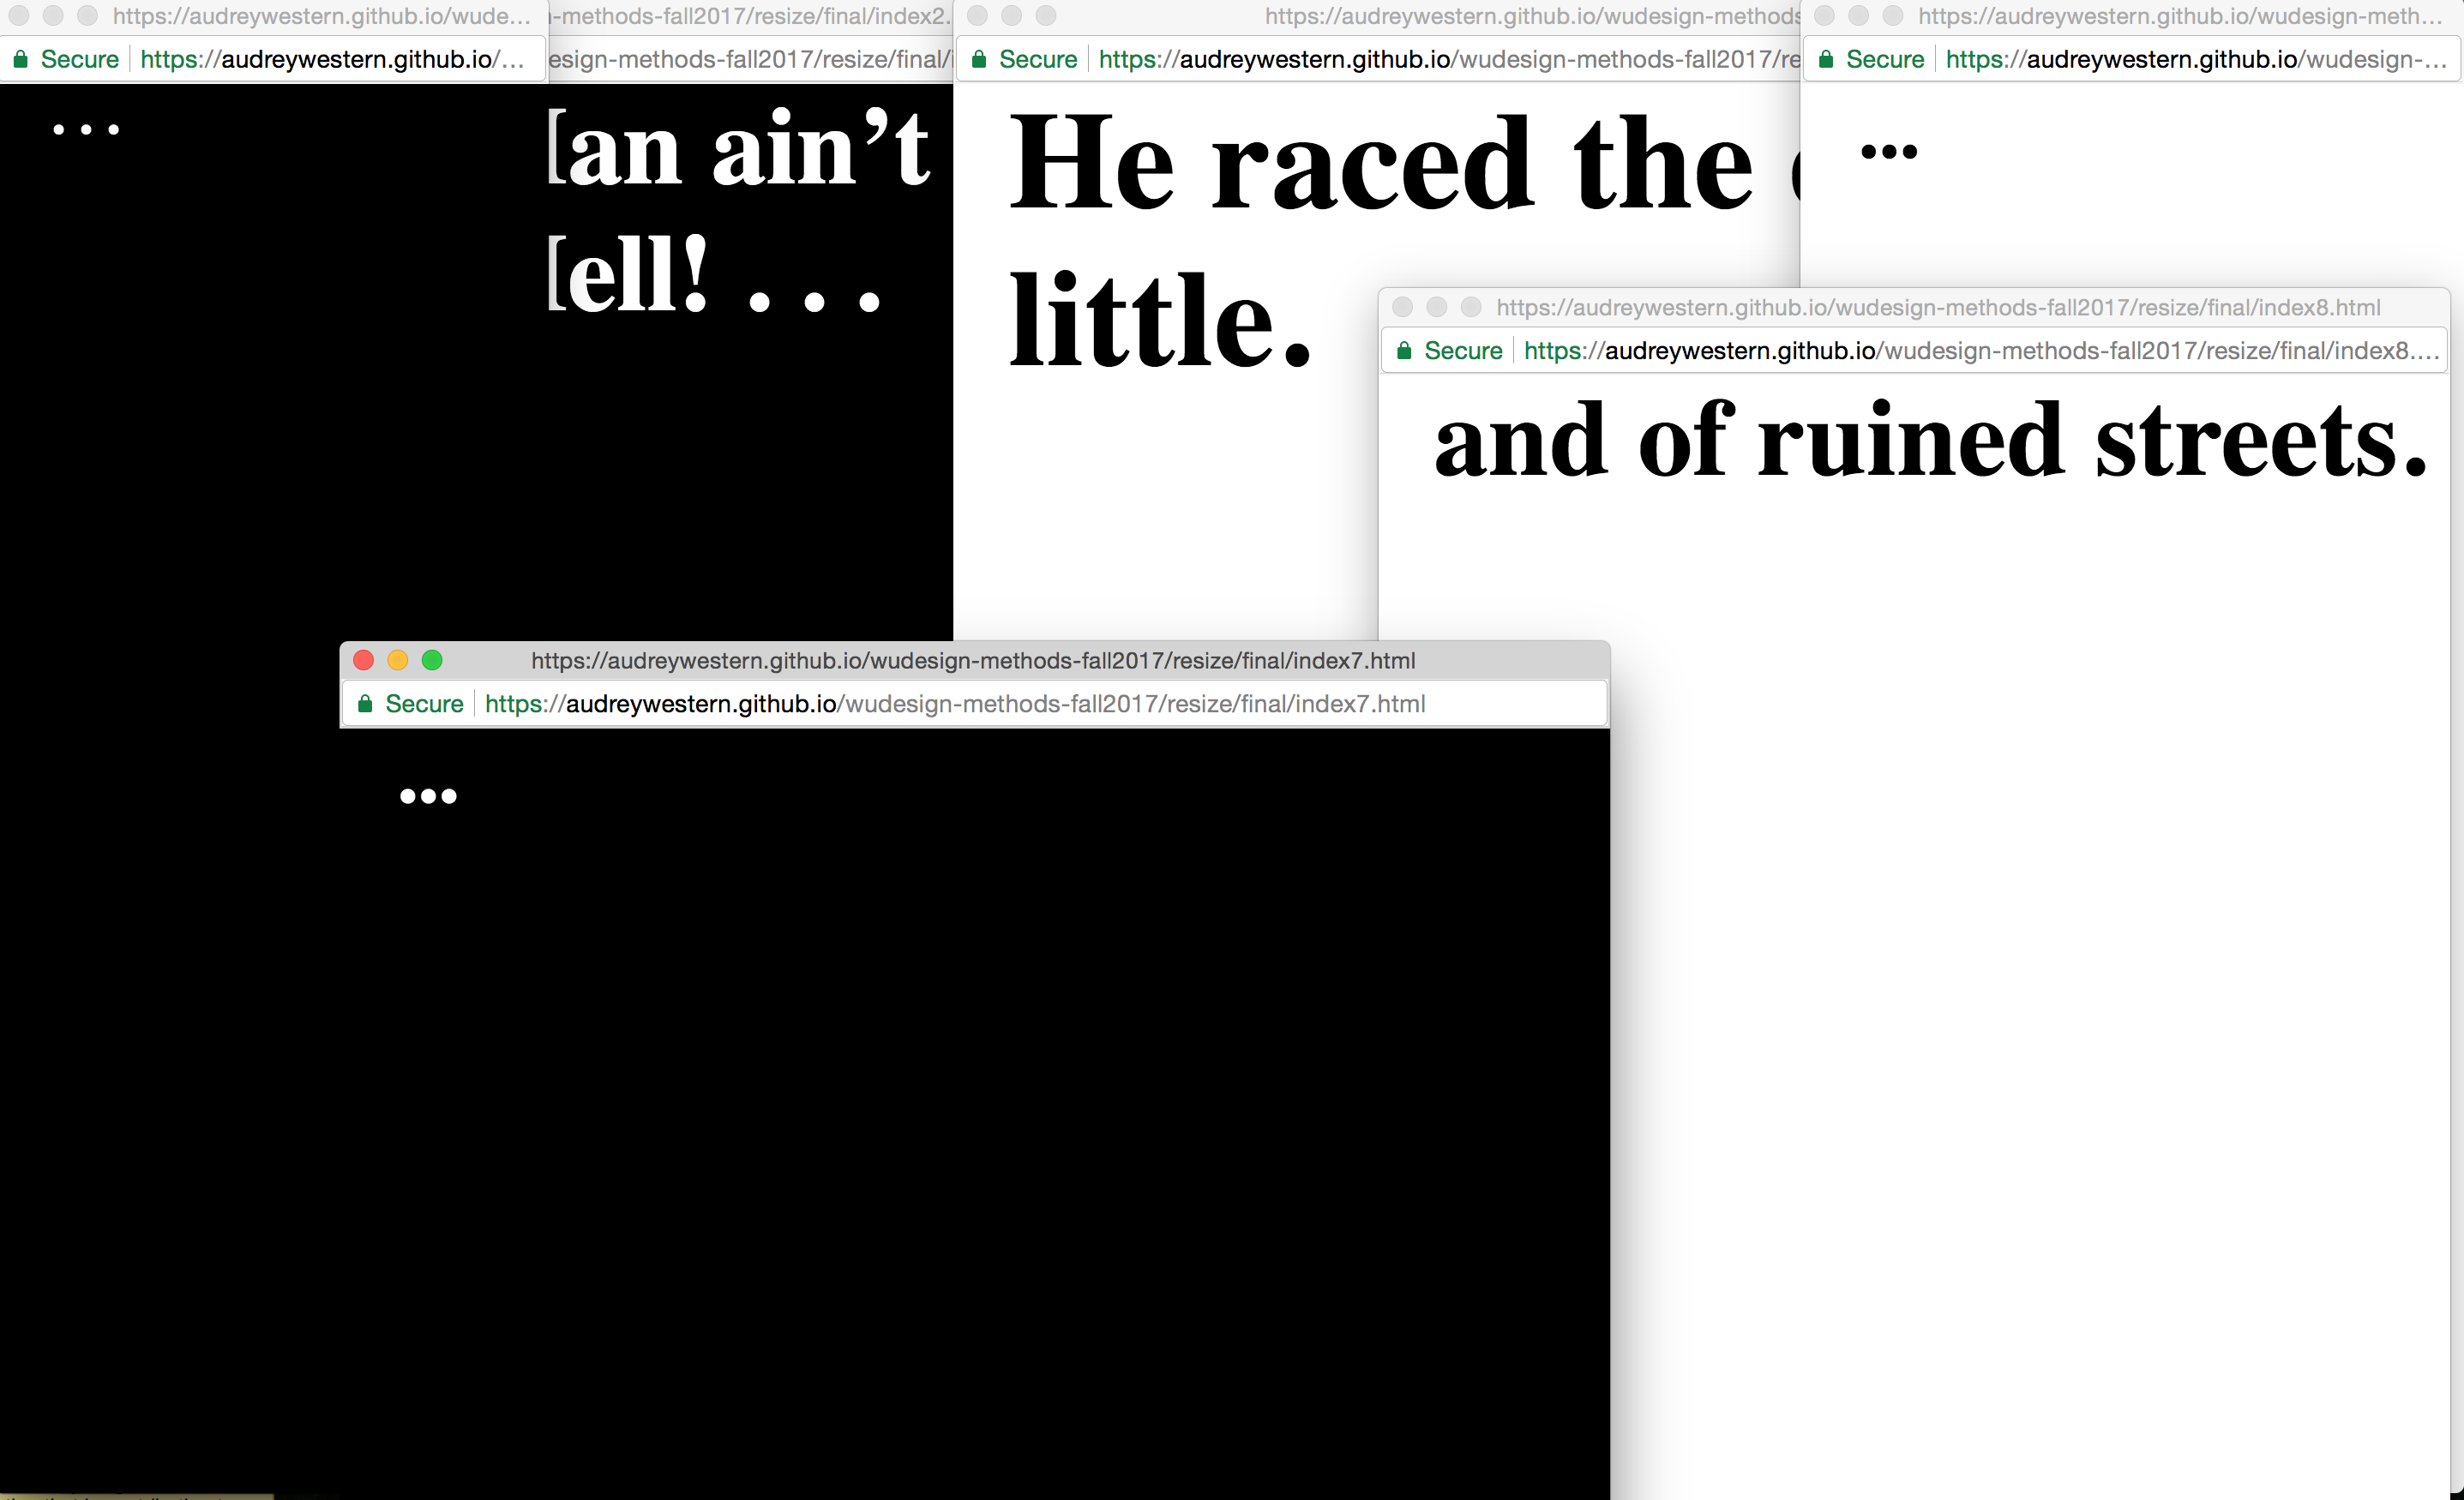 https://audreywestern.github.io/wude...
-methods-fall2017/resize/final/index2.
https://audreywestern.github.io/wudesign-methods
https://audreywestern.github.io/wudesign-meth...
Secure https://audreywestern.github.io/...
esign-methods-fall2017/resize/final/
Secure https://audreywestern.github.io/wudesign-methods-fall2017/re
Secure https://audreywestern.github.io/wudesign-...
...
an ain’t
ell! . . .
He raced the
little.
...
https://audreywestern.github.io/wudesign-methods-fall2017/resize/final/index8.html
Secure https://audreywestern.github.io/wudesign-methods-fall2017/resize/final/index8....
and of ruined streets.
https://audreywestern.github.io/wudesign-methods-fall2017/resize/final/index7.html
Secure https://audreywestern.github.io/wudesign-methods-fall2017/resize/final/index7.html
...